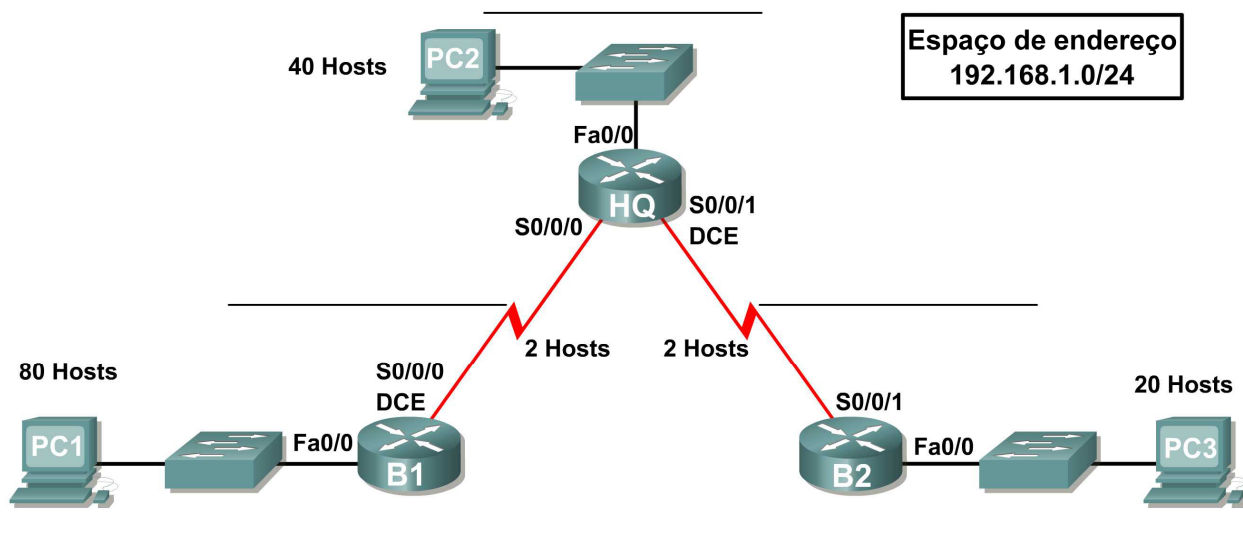 Espaço de endereço
192.168.1.0/24
PC2
40 Hosts
Fa0/0
HQ
S0/0/0
S0/0/1
DCE
2 Hosts
2 Hosts
80 Hosts
S0/0/0
DCE
S0/0/1
20 Hosts
PC1
Fa0/0
B1
B2
Fa0/0
PC3